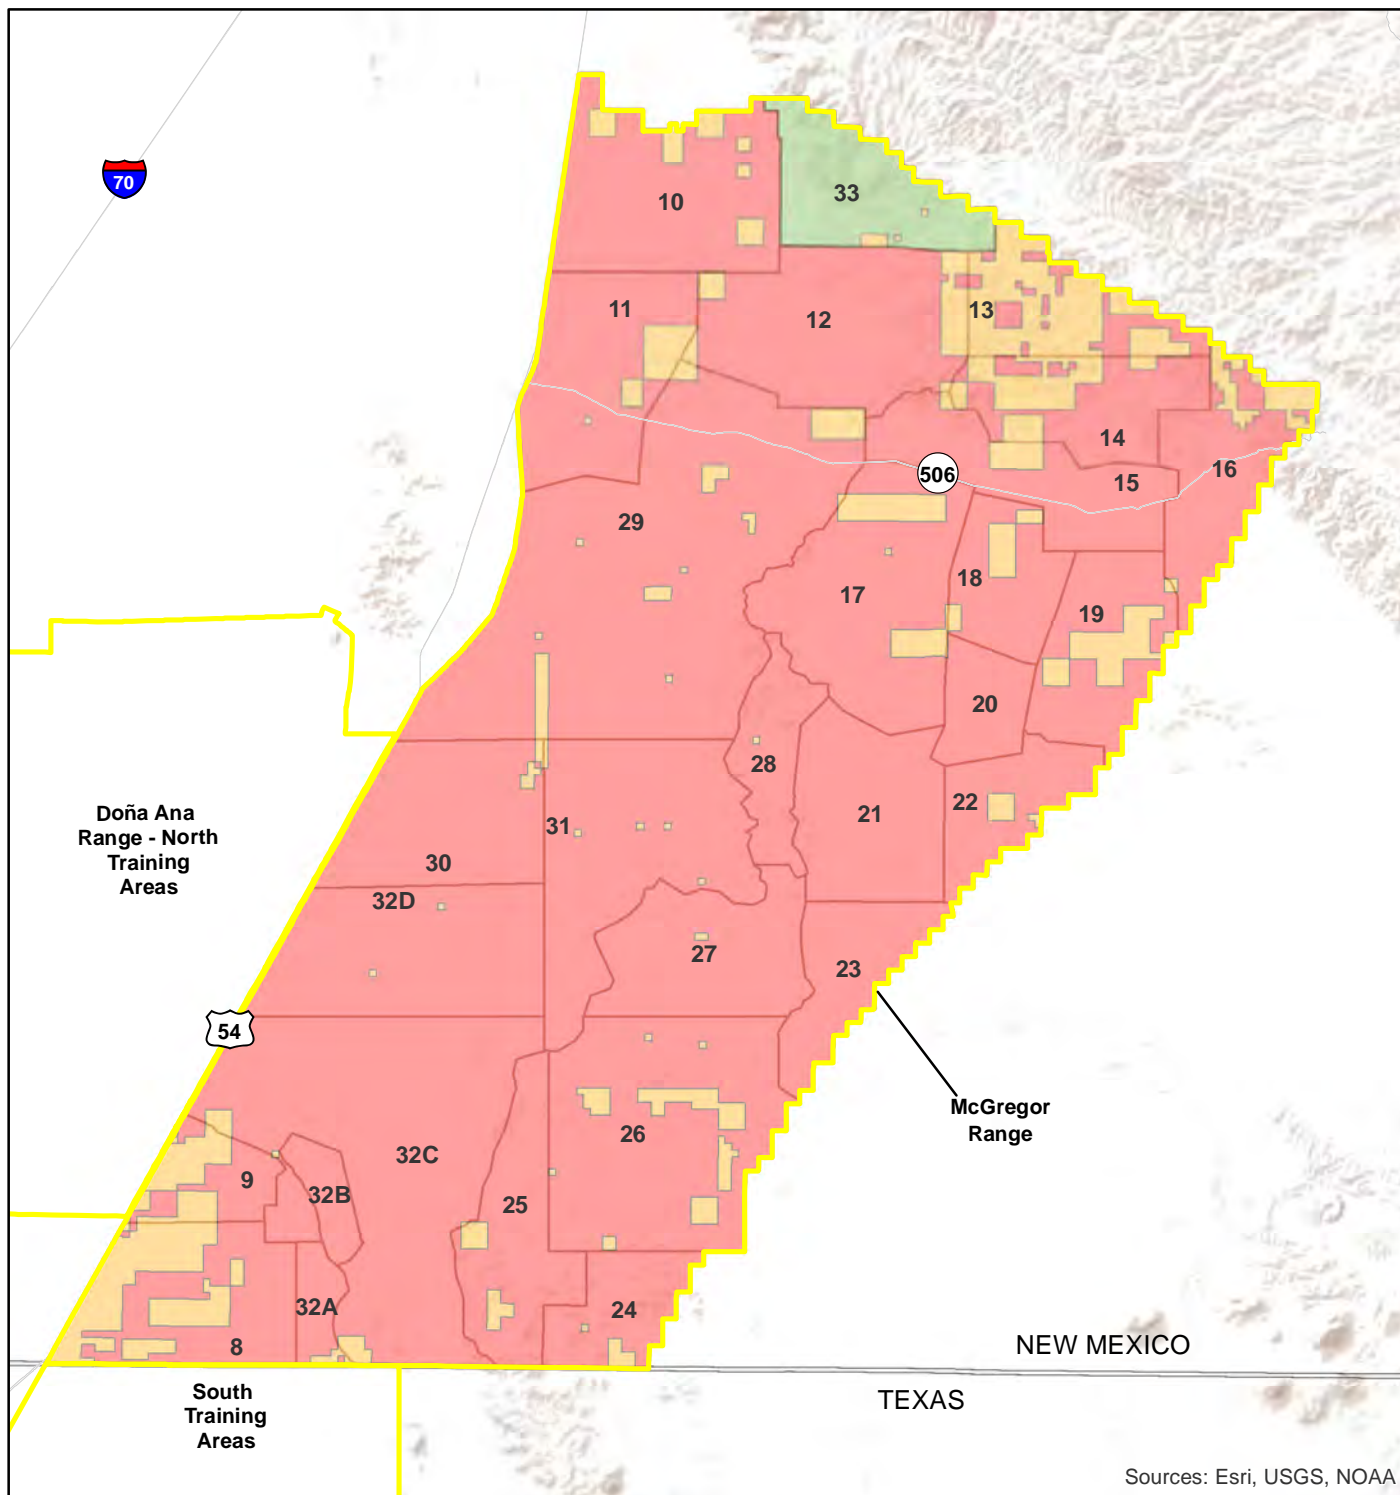 70
33
10
13
11
12
14
16
506
15
29
18
17
19
20
28
22
21
31
Doña Ana
Range - North
Training
Areas
30
32D
27
23
54
McGregor
Range
26
32C
9
32B
25
32A
24
8
NEW MEXICO
TEXAS
South
Training
Areas
Sources: Esri, USGS, NOAA